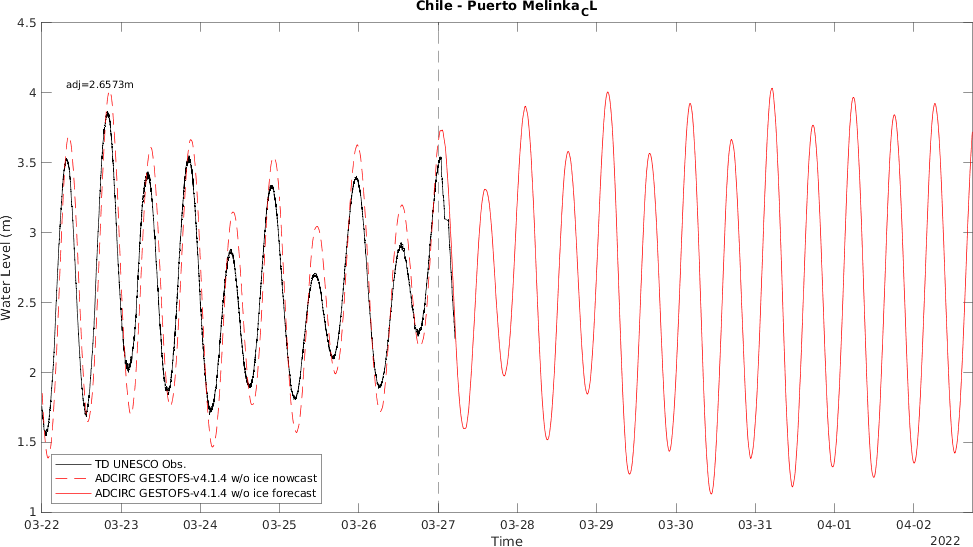 Chile - Puerto Melinka_CL
adj=2.6573m
4.5
4
3.5
3
2.5
2
1.5
1
Water Level (m)
TD UNESCO Obs.
ADCIRC GESTOFS-v4.1.4 w/o ice nowcast
ADCIRC GESTOFS-v4.1.4 w/o ice forecast
03-22 03-23 03-24 03-25 03-26 03-27 03-28 03-29 03-30 03-31 04-01 04-02
Time
2022